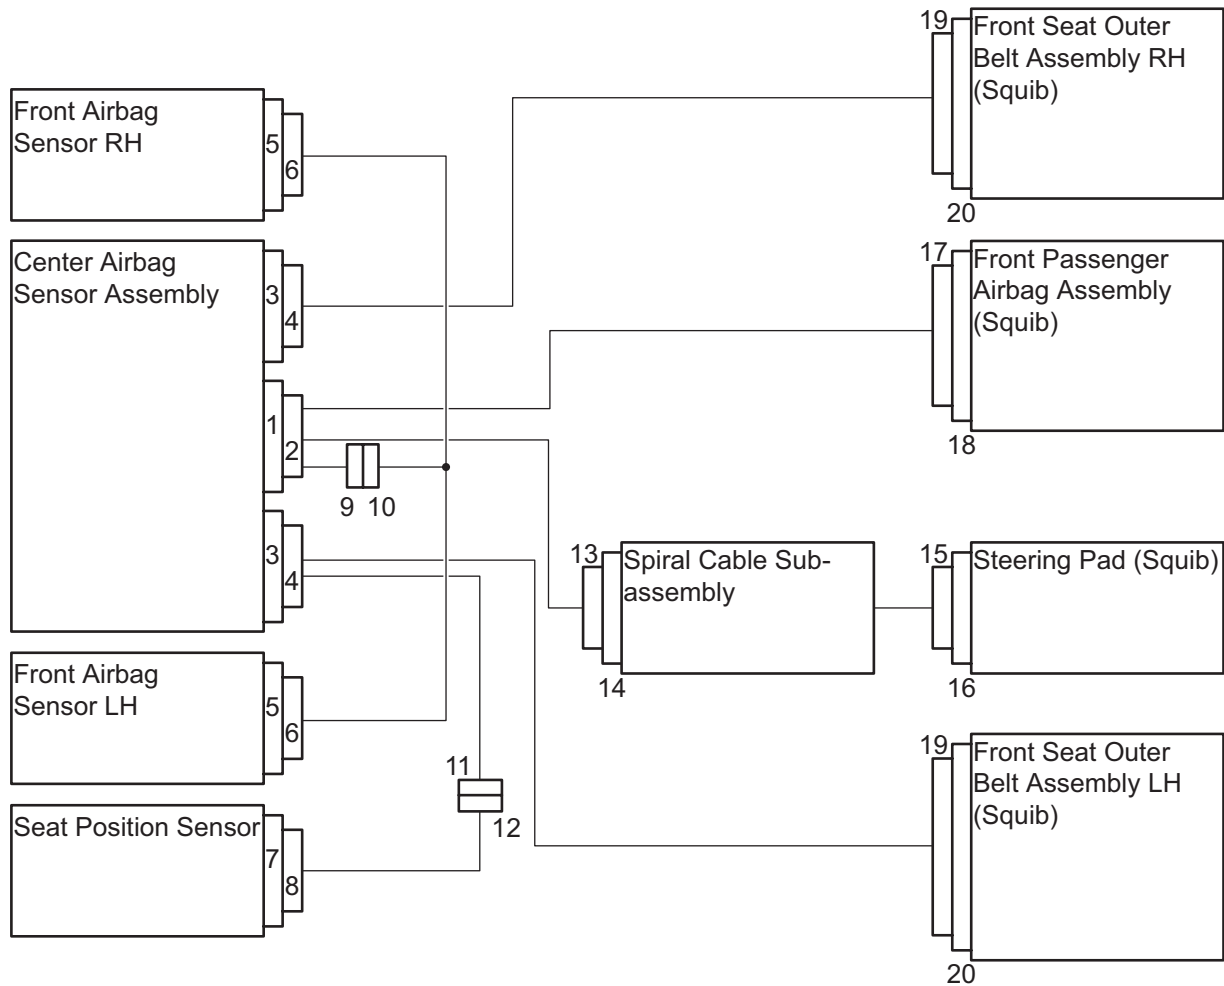 Front Airbag
Sensor RH
5
6
Center Airbag
Sensor Assembly
3
4
1
2
9 10
3
4
Front Airbag
Sensor LH
5
6
11
12
Seat Position Sensor
7
8
19
Front Seat Outer
Belt Assembly RH
(Squib)
20
17
Front Passenger
Airbag Assembly
(Squib)
18
13
Spiral Cable Sub-
assembly
14
15
Steering Pad (Squib)
16
19
Front Seat Outer
Belt Assembly LH
(Squib)
20